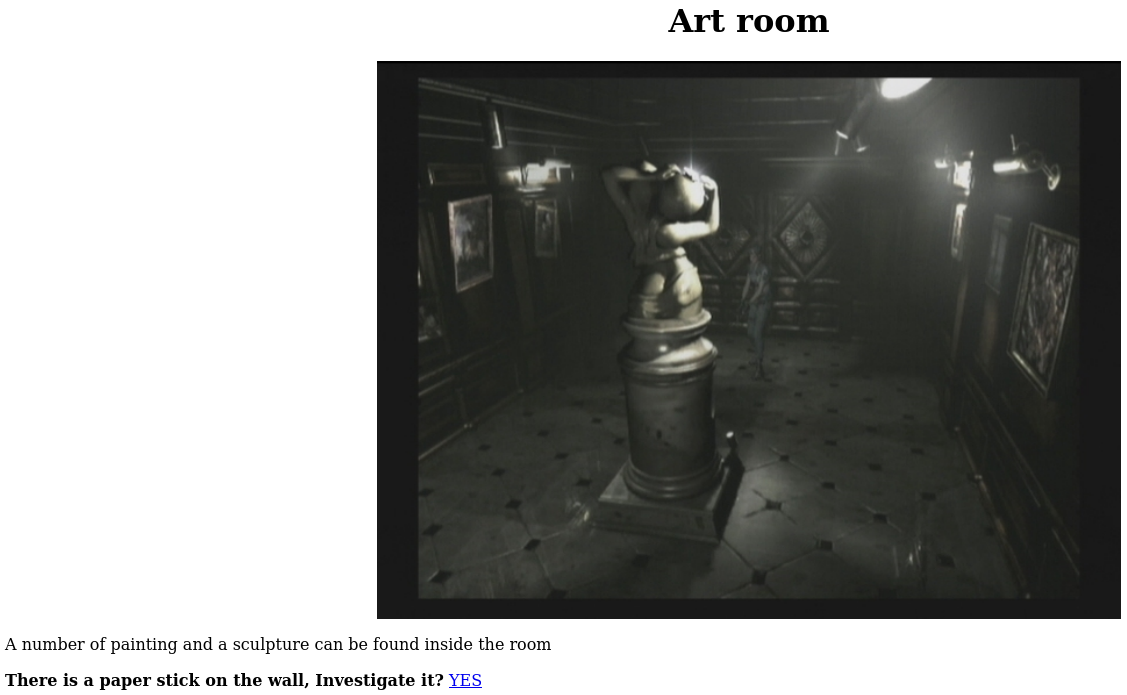 Art room
A number of painting and a sculpture can be found inside the room
There is a paper stick on the wall, Investigate it? YES